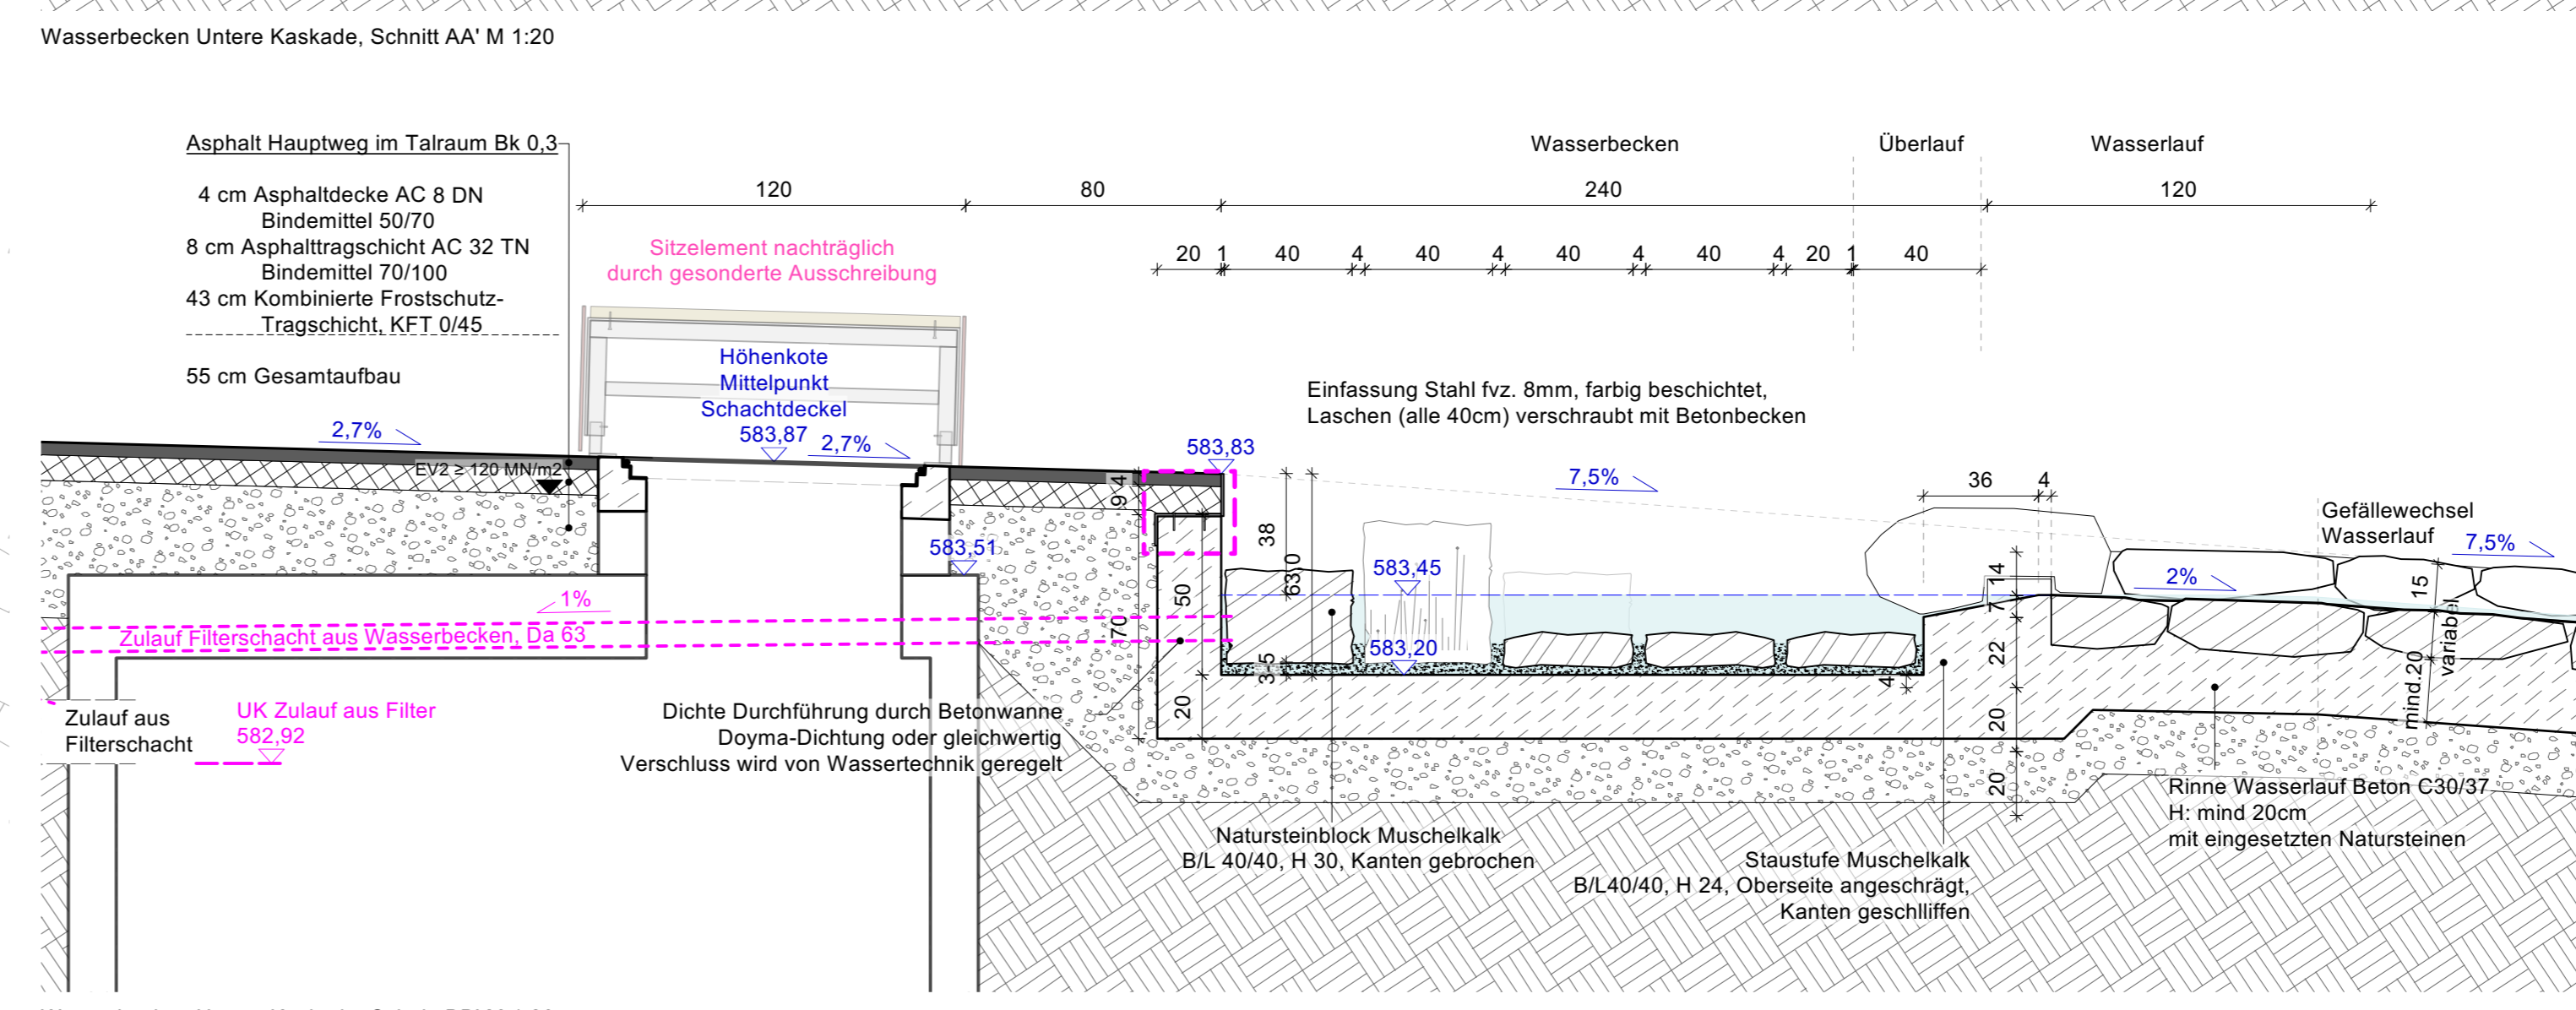 Wasserbecken Untere Kaskade, Schnitt AA' M 1:20
Asphalt Hauptweg im Talraum Bk 0,3
4 cm Asphaltdecke AC 8 DN
Bindemittel 50/70
8 cm Asphalttragschicht AC 32 TN
Bindemittel 70/100
43 cm Kombinierte Frostschutz-
Tragschicht, KFT 0/45
55 cm Gesamtaufbau
Wasserbecken
Überlauf
Wasserlauf
120
80
240
120
20 1 40 4 40 4 40 4 40 4 20 1 40
Sitzelement nachträglich
durch gesonderte Ausschreibung
Höhenkote
Mittelpunkt
Schachtdeckel
583,87
2,7%
2,7%
EV2 ≥ 120 MN/m2
Einfassung Stahl fvz. 8mm, farbig beschichtet,
Laschen (alle 40cm) verschraubt mit Betonbecken
583,83
7,5%
36 4
Gefällewechsel
Wasserlauf
7,5%
2%
583,51
583,45
583,20
9 4
38
63,0
50
70
3-5
20
4
14
7
22
20
20
15
variabel
mind.20
1%
Zulauf Filterschacht aus Wasserbecken, Da 63
Zulauf aus
Filterschacht
UK Zulauf aus Filter
582,92
Dichte Durchführung durch Betonwanne
Doyma-Dichtung oder gleichwertig
Verschluss wird von Wassertechnik geregelt
Natursteinblock Muschelkalk
B/L 40/40, H 30, Kanten gebrochen
Staustufe Muschelkalk
B/L40/40, H 24, Oberseite angeschrägt,
Kanten geschlliffen
Rinne Wasserlauf Beton C30/37
H: mind 20cm
mit eingesetzten Natursteinen